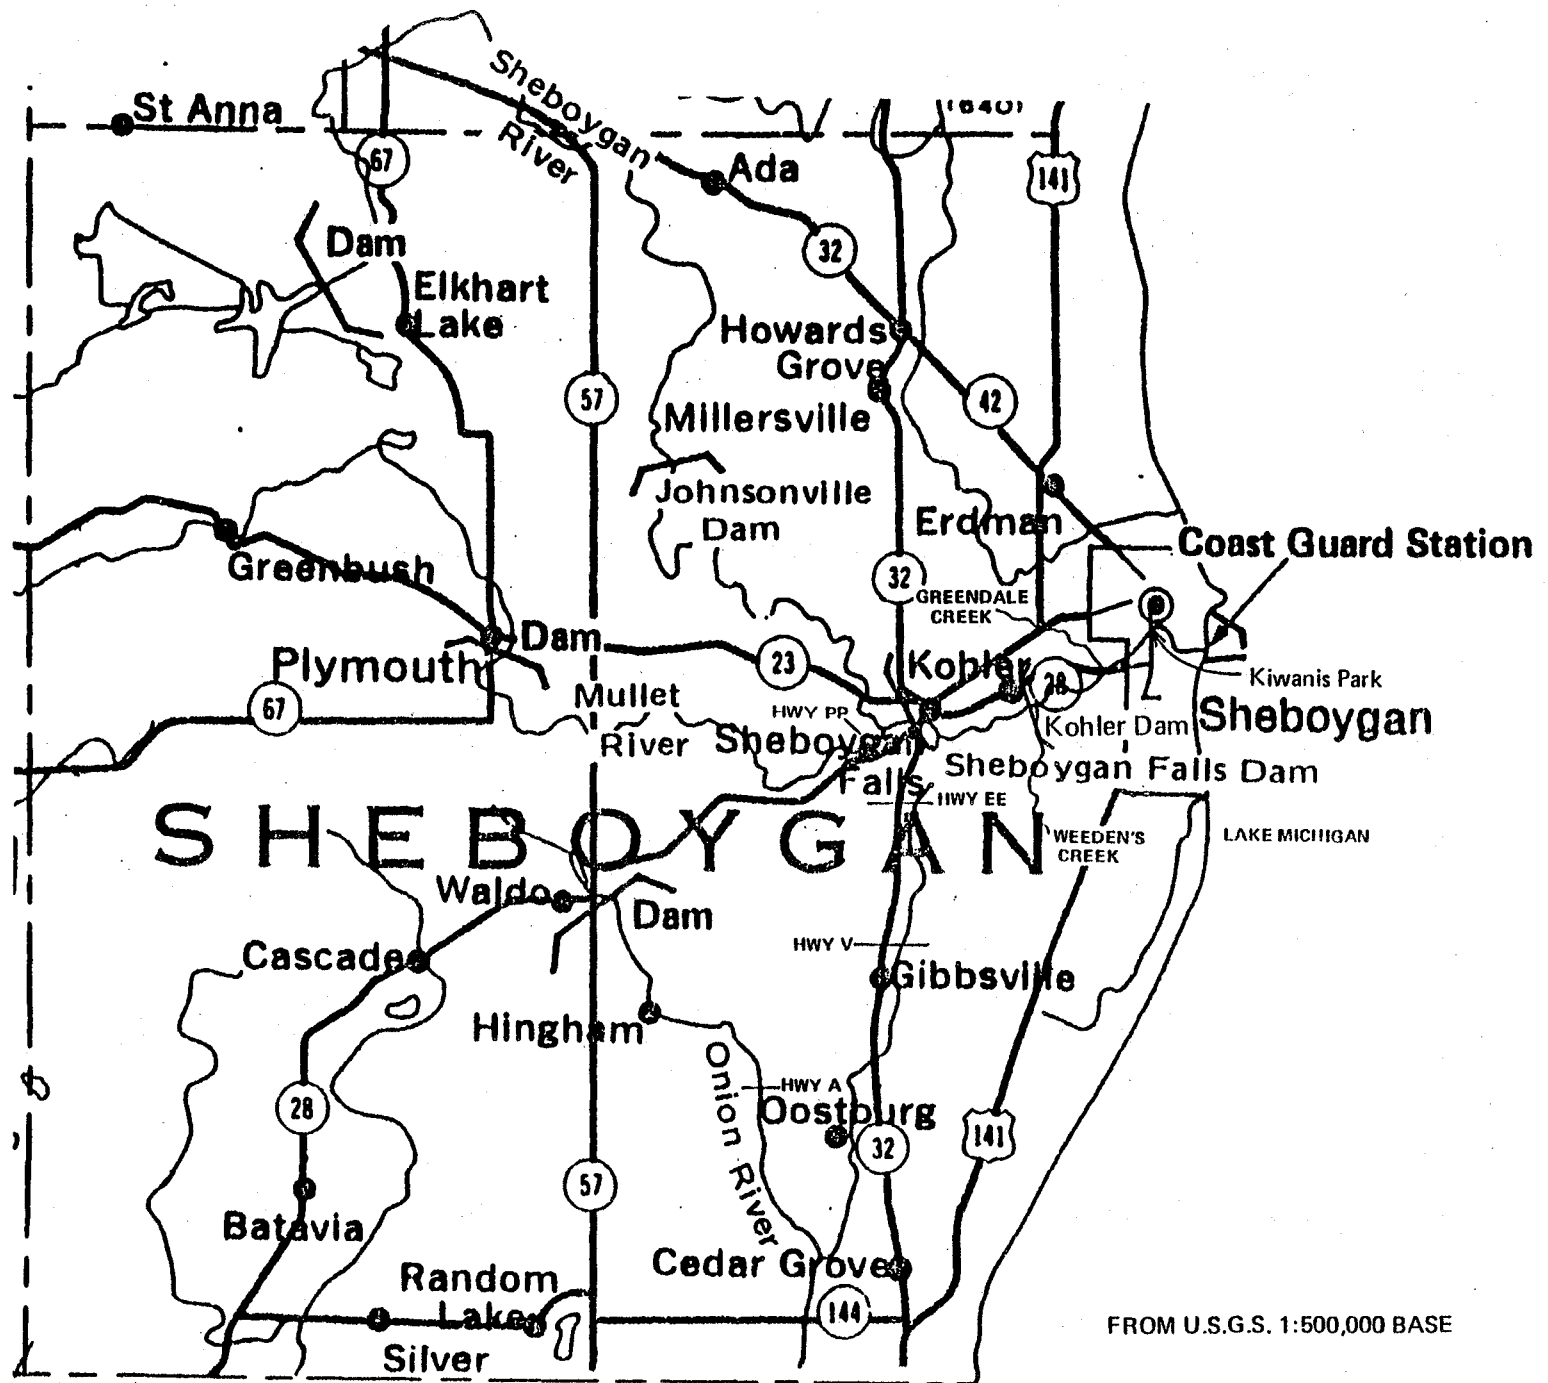 Sheboygan
River
St Anna
(640)
67
141
Ada
Dam
32
Elkhart
Lake
Howards
Grove
57
42
Millersville
Johnsonville
Dam
Erdman
Coast Guard Station
Greenbush
32
GREENDALE
CREEK
Dam
Plymouth
23
Kohler
28
Kiwanis Park
67
Mullet
River
HWY PP
Sheboygan
Falls
Kohler Dam
Sheboygan
Sheboygan Falls Dam
HWY EE
SHEBOYGAN
WEEDEN'S
CREEK
LAKE MICHIGAN
Waldo
Dam
Cascade
HWY V
Gibbsville
Hingham
Onion River
HWY A
28
Oostburg
32
141
57
Batavia
Cedar Grove
Random
Lake
144
Silver
FROM U.S.G.S. 1:500,000 BASE